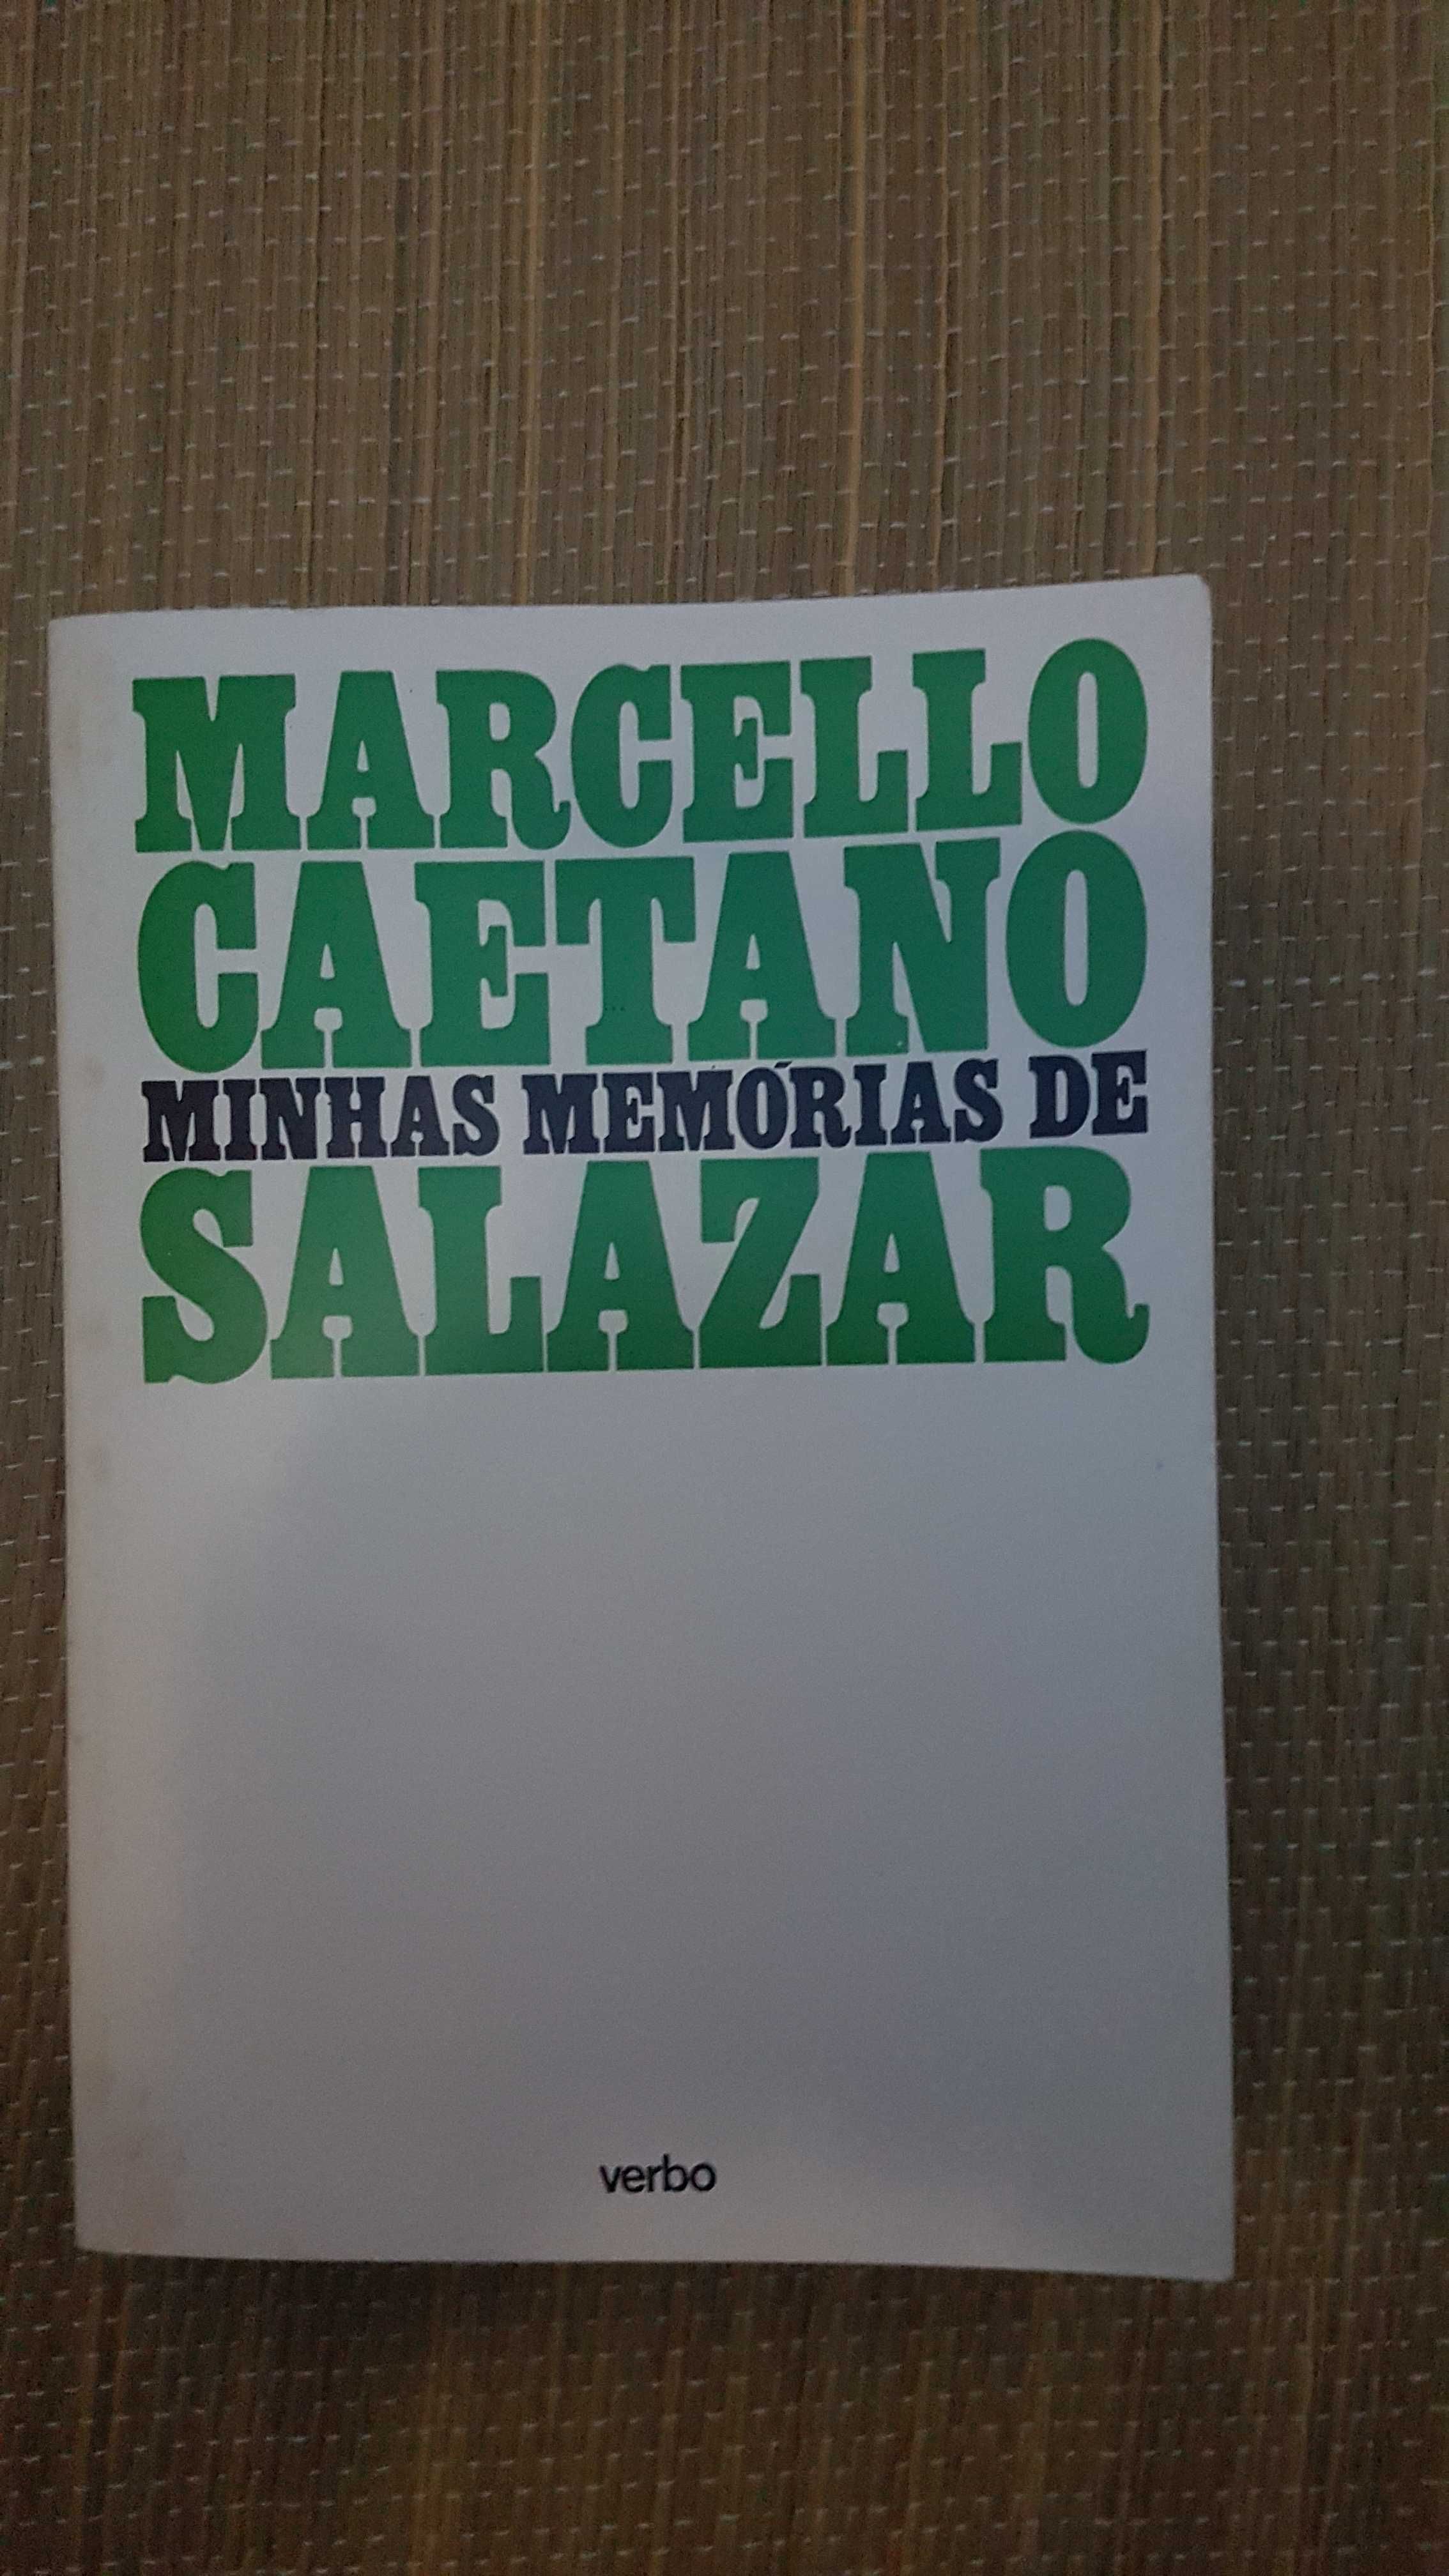 MARCELLO
CAETANO
MINHAS MEMÓRIAS DE
SALAZAR
verbo